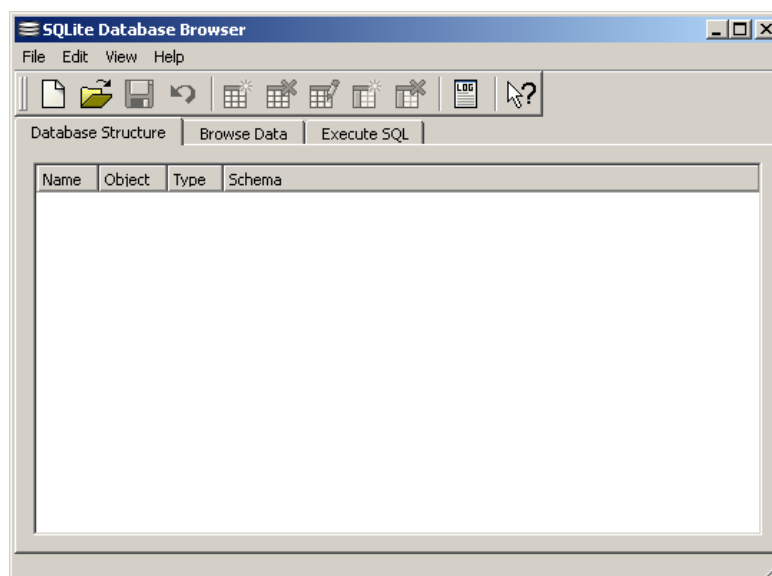 SQLite Database Browser
File Edit View Help
LOG ?
Database Structure Browse Data Execute SQL
Name Object Type Schema